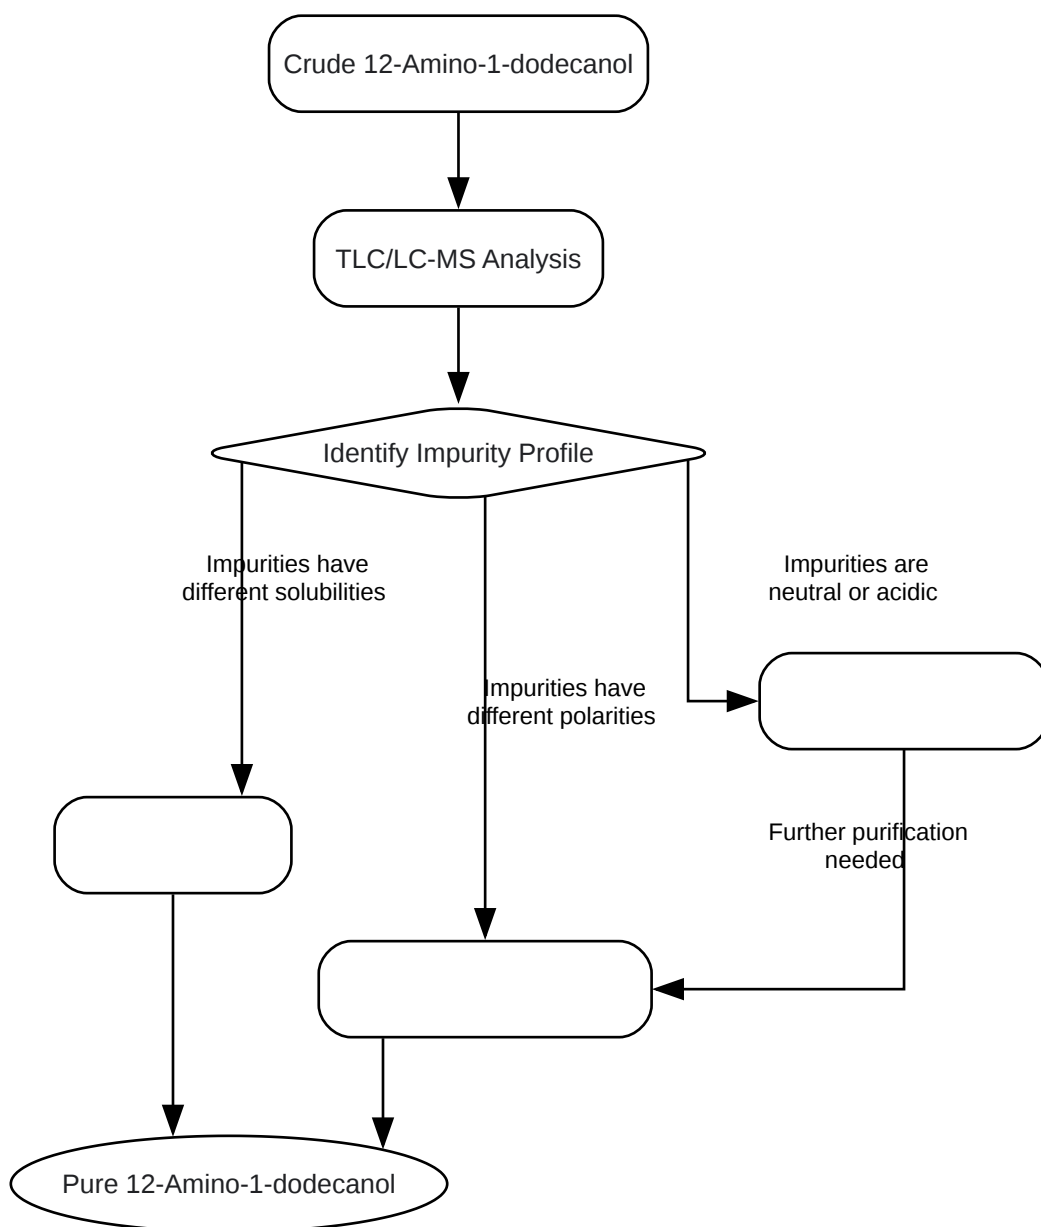 Crude 12-Amino-1-dodecanol
TLC/LC-MS Analysis
Identify Impurity Profile
Impurities have
different solubilities
Impurities are
neutral or acidic
Impurities have
different polarities
Further purification
needed
Pure 12-Amino-1-dodecanol